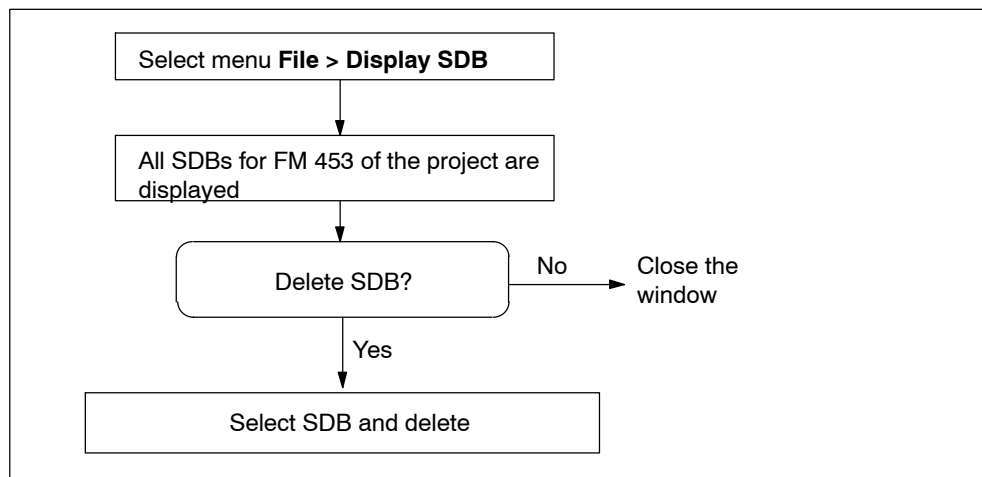 Select menu File > Display SDB
All SDBs for FM 453 of the project are
displayed
Delete SDB?
No
Close the
window
Yes
Select SDB and delete